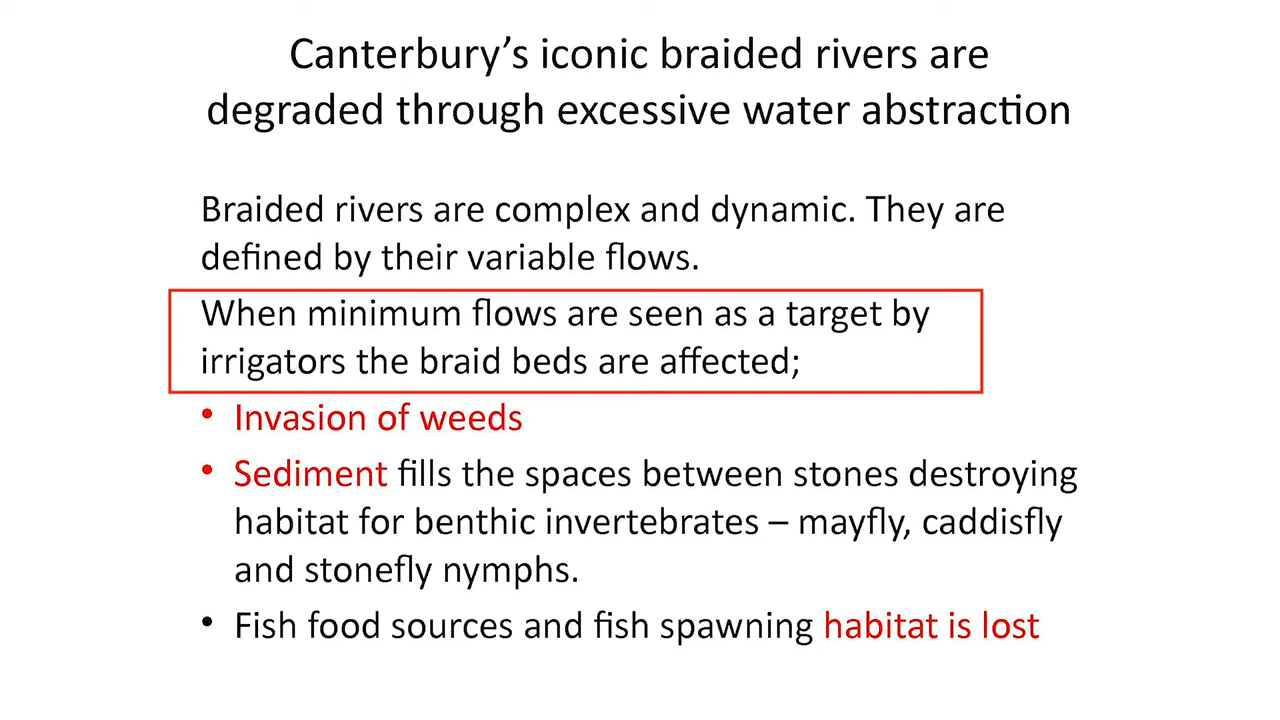 Canterbury’s iconic braided rivers are
degraded through excessive water abstraction
Braided rivers are complex and dynamic. They are
defined by their variable flows.
When minimum flows are seen as a target by
irrigators the braid beds are affected;
• Invasion of weeds
• Sediment fills the spaces between stones destroying
habitat for benthic invertebrates – mayfly, caddisfly
and stonefly nymphs.
• Fish food sources and fish spawning habitat is lost